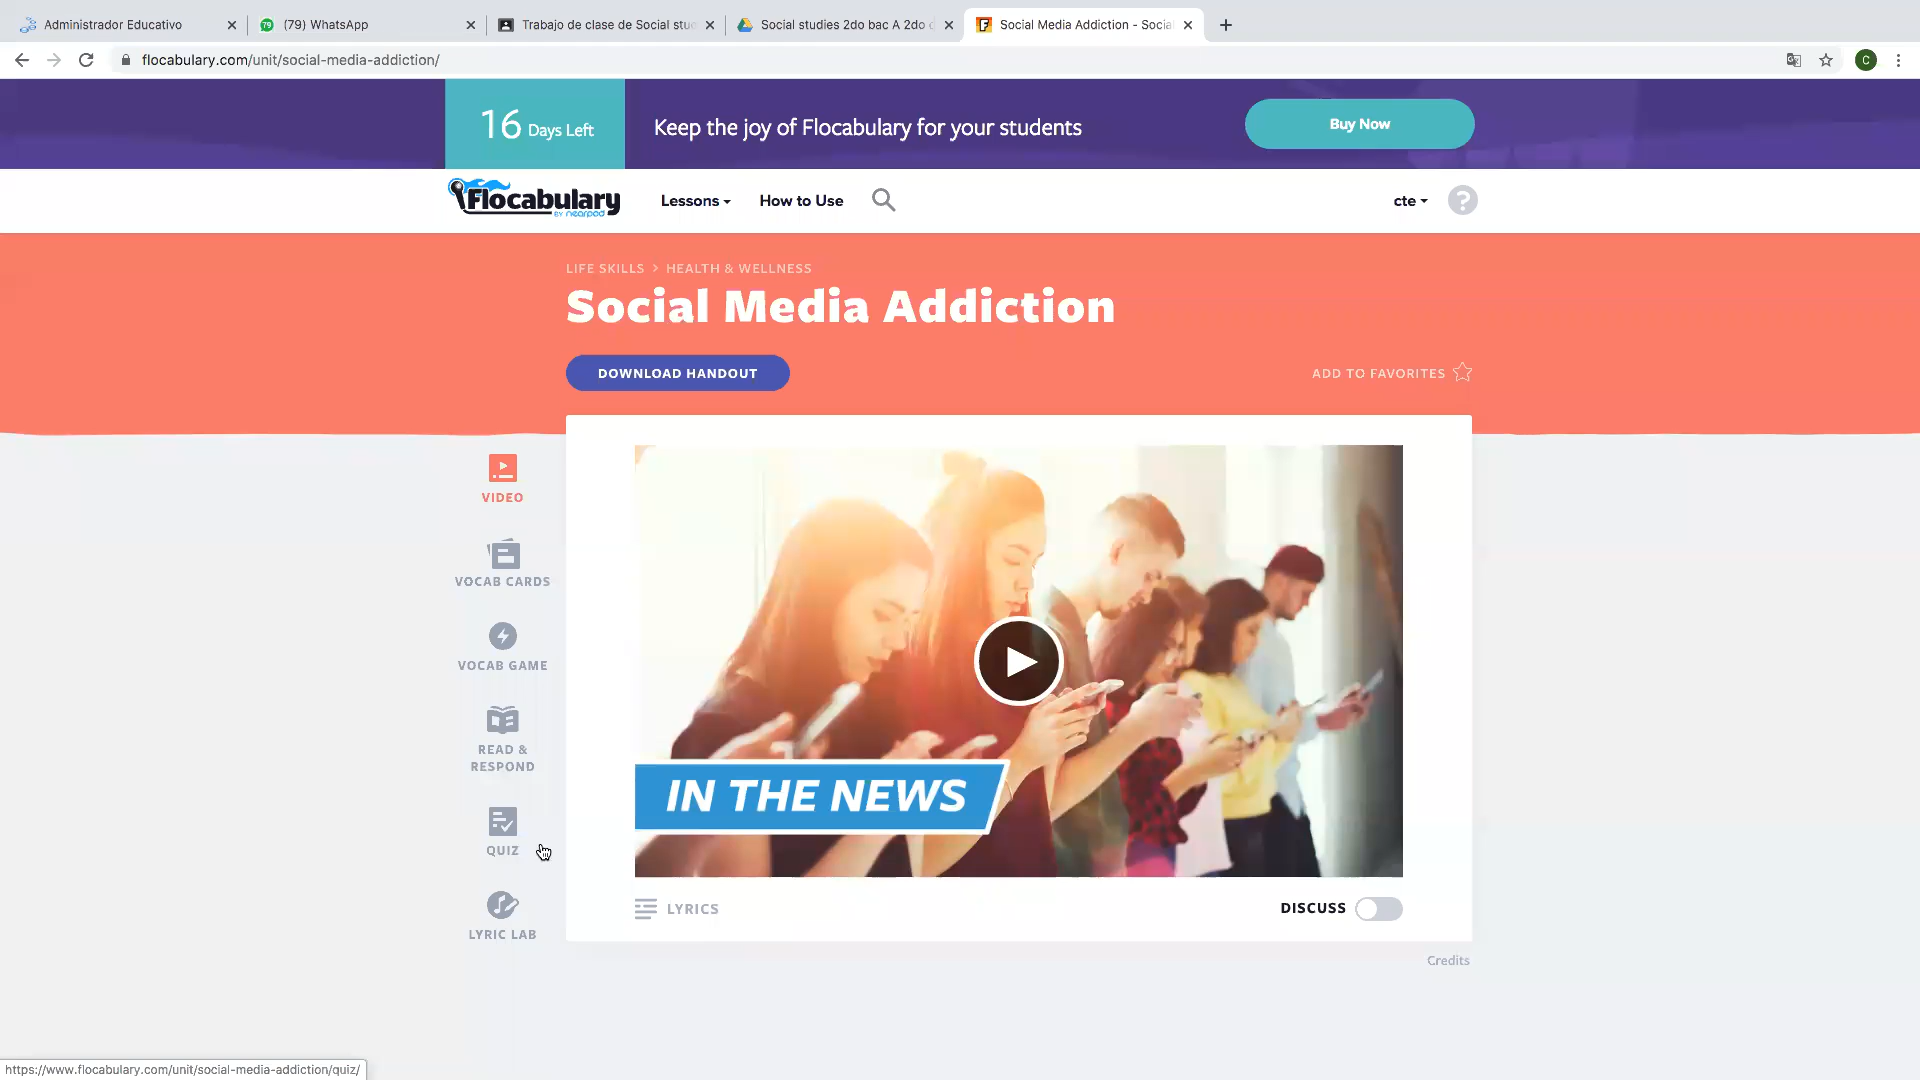 Administrador Educativo
(79) WhatsApp
Trabajo de clase de Social stu
Social studies 2do bac A 2do
Social Media Addiction - Socia
flocabulary.com/unit/social-media-addiction/
C
16 Days Left
Keep the joy of Flocabulary for your students
Buy Now
Flocabulary
BY nearpod
Lessons
How to Use
cte
?
LIFE SKILLS > HEALTH & WELLNESS
Social Media Addiction
DOWNLOAD HANDOUT
ADD TO FAVORITES
VIDEO
VOCAB CARDS
VOCAB GAME
READ &
RESPOND
QUIZ
LYRIC LAB
IN THE NEWS
LYRICS
DISCUSS
Credits
https://www.flocabulary.com/unit/social-media-addiction/quiz/